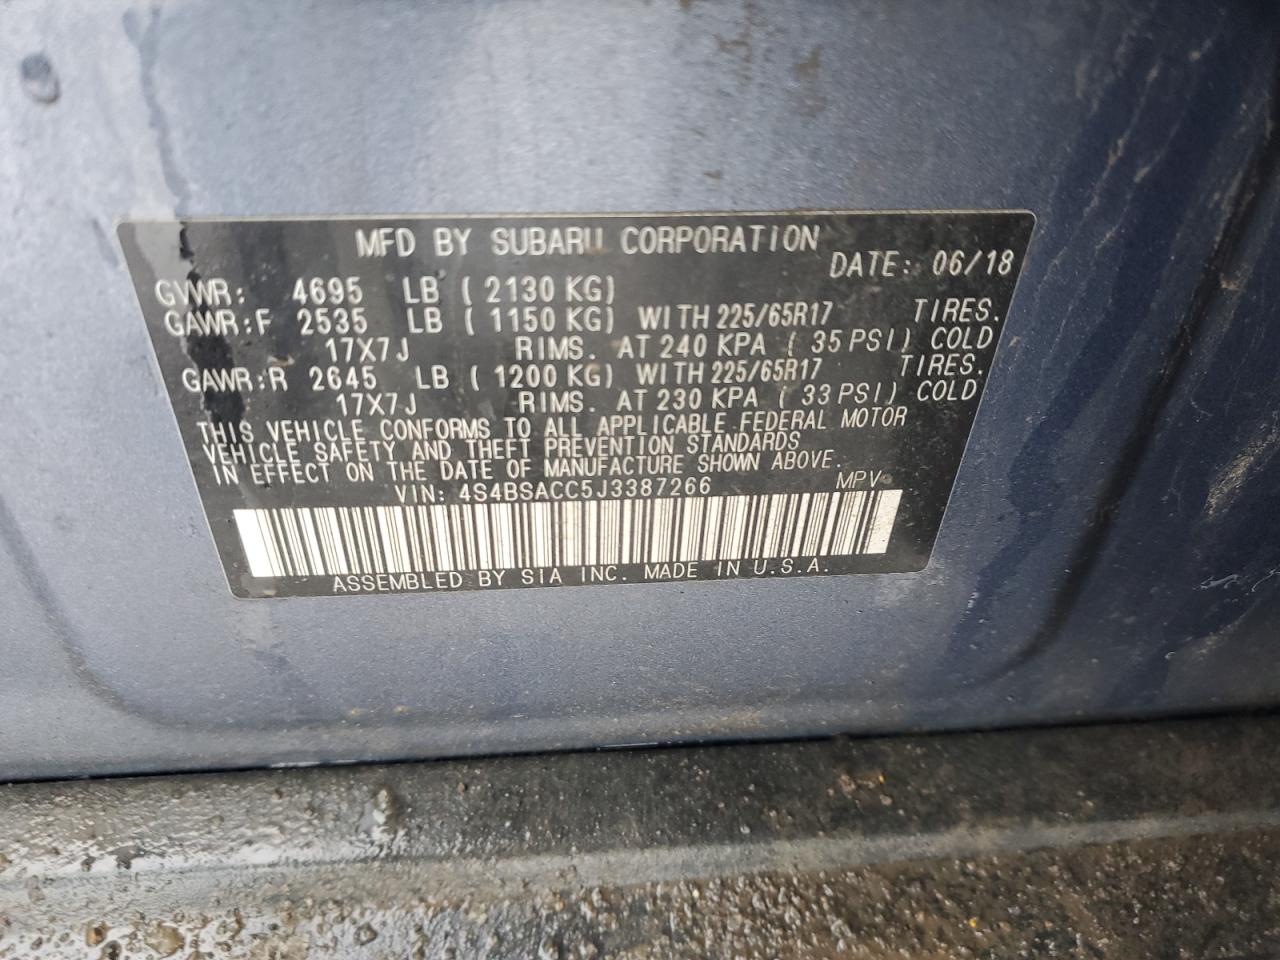 MFD BY SUBARU CORPORATION
DATE: 06/18
GVWR: 4695 LB ( 2130 KG)
GAWR:F 2535 LB ( 1150 KG) WITH 225/65R17 TIRES.
17X7J RIMS. AT 240 KPA ( 35 PSI) COLD
GAWR:R 2645 LB ( 1200 KG) WITH 225/65R17 TIRES.
17X7J RIMS. AT 230 KPA ( 33 PSI) COLD
THIS VEHICLE CONFORMS TO ALL APPLICABLE FEDERAL MOTOR
VEHICLE SAFETY AND THEFT PREVENTION STANDARDS
IN EFFECT ON THE DATE OF MANUFACTURE SHOWN ABOVE.
VIN: 4S4BSACC5J3387266 MPV
ASSEMBLED BY SIA INC. MADE IN U.S.A.